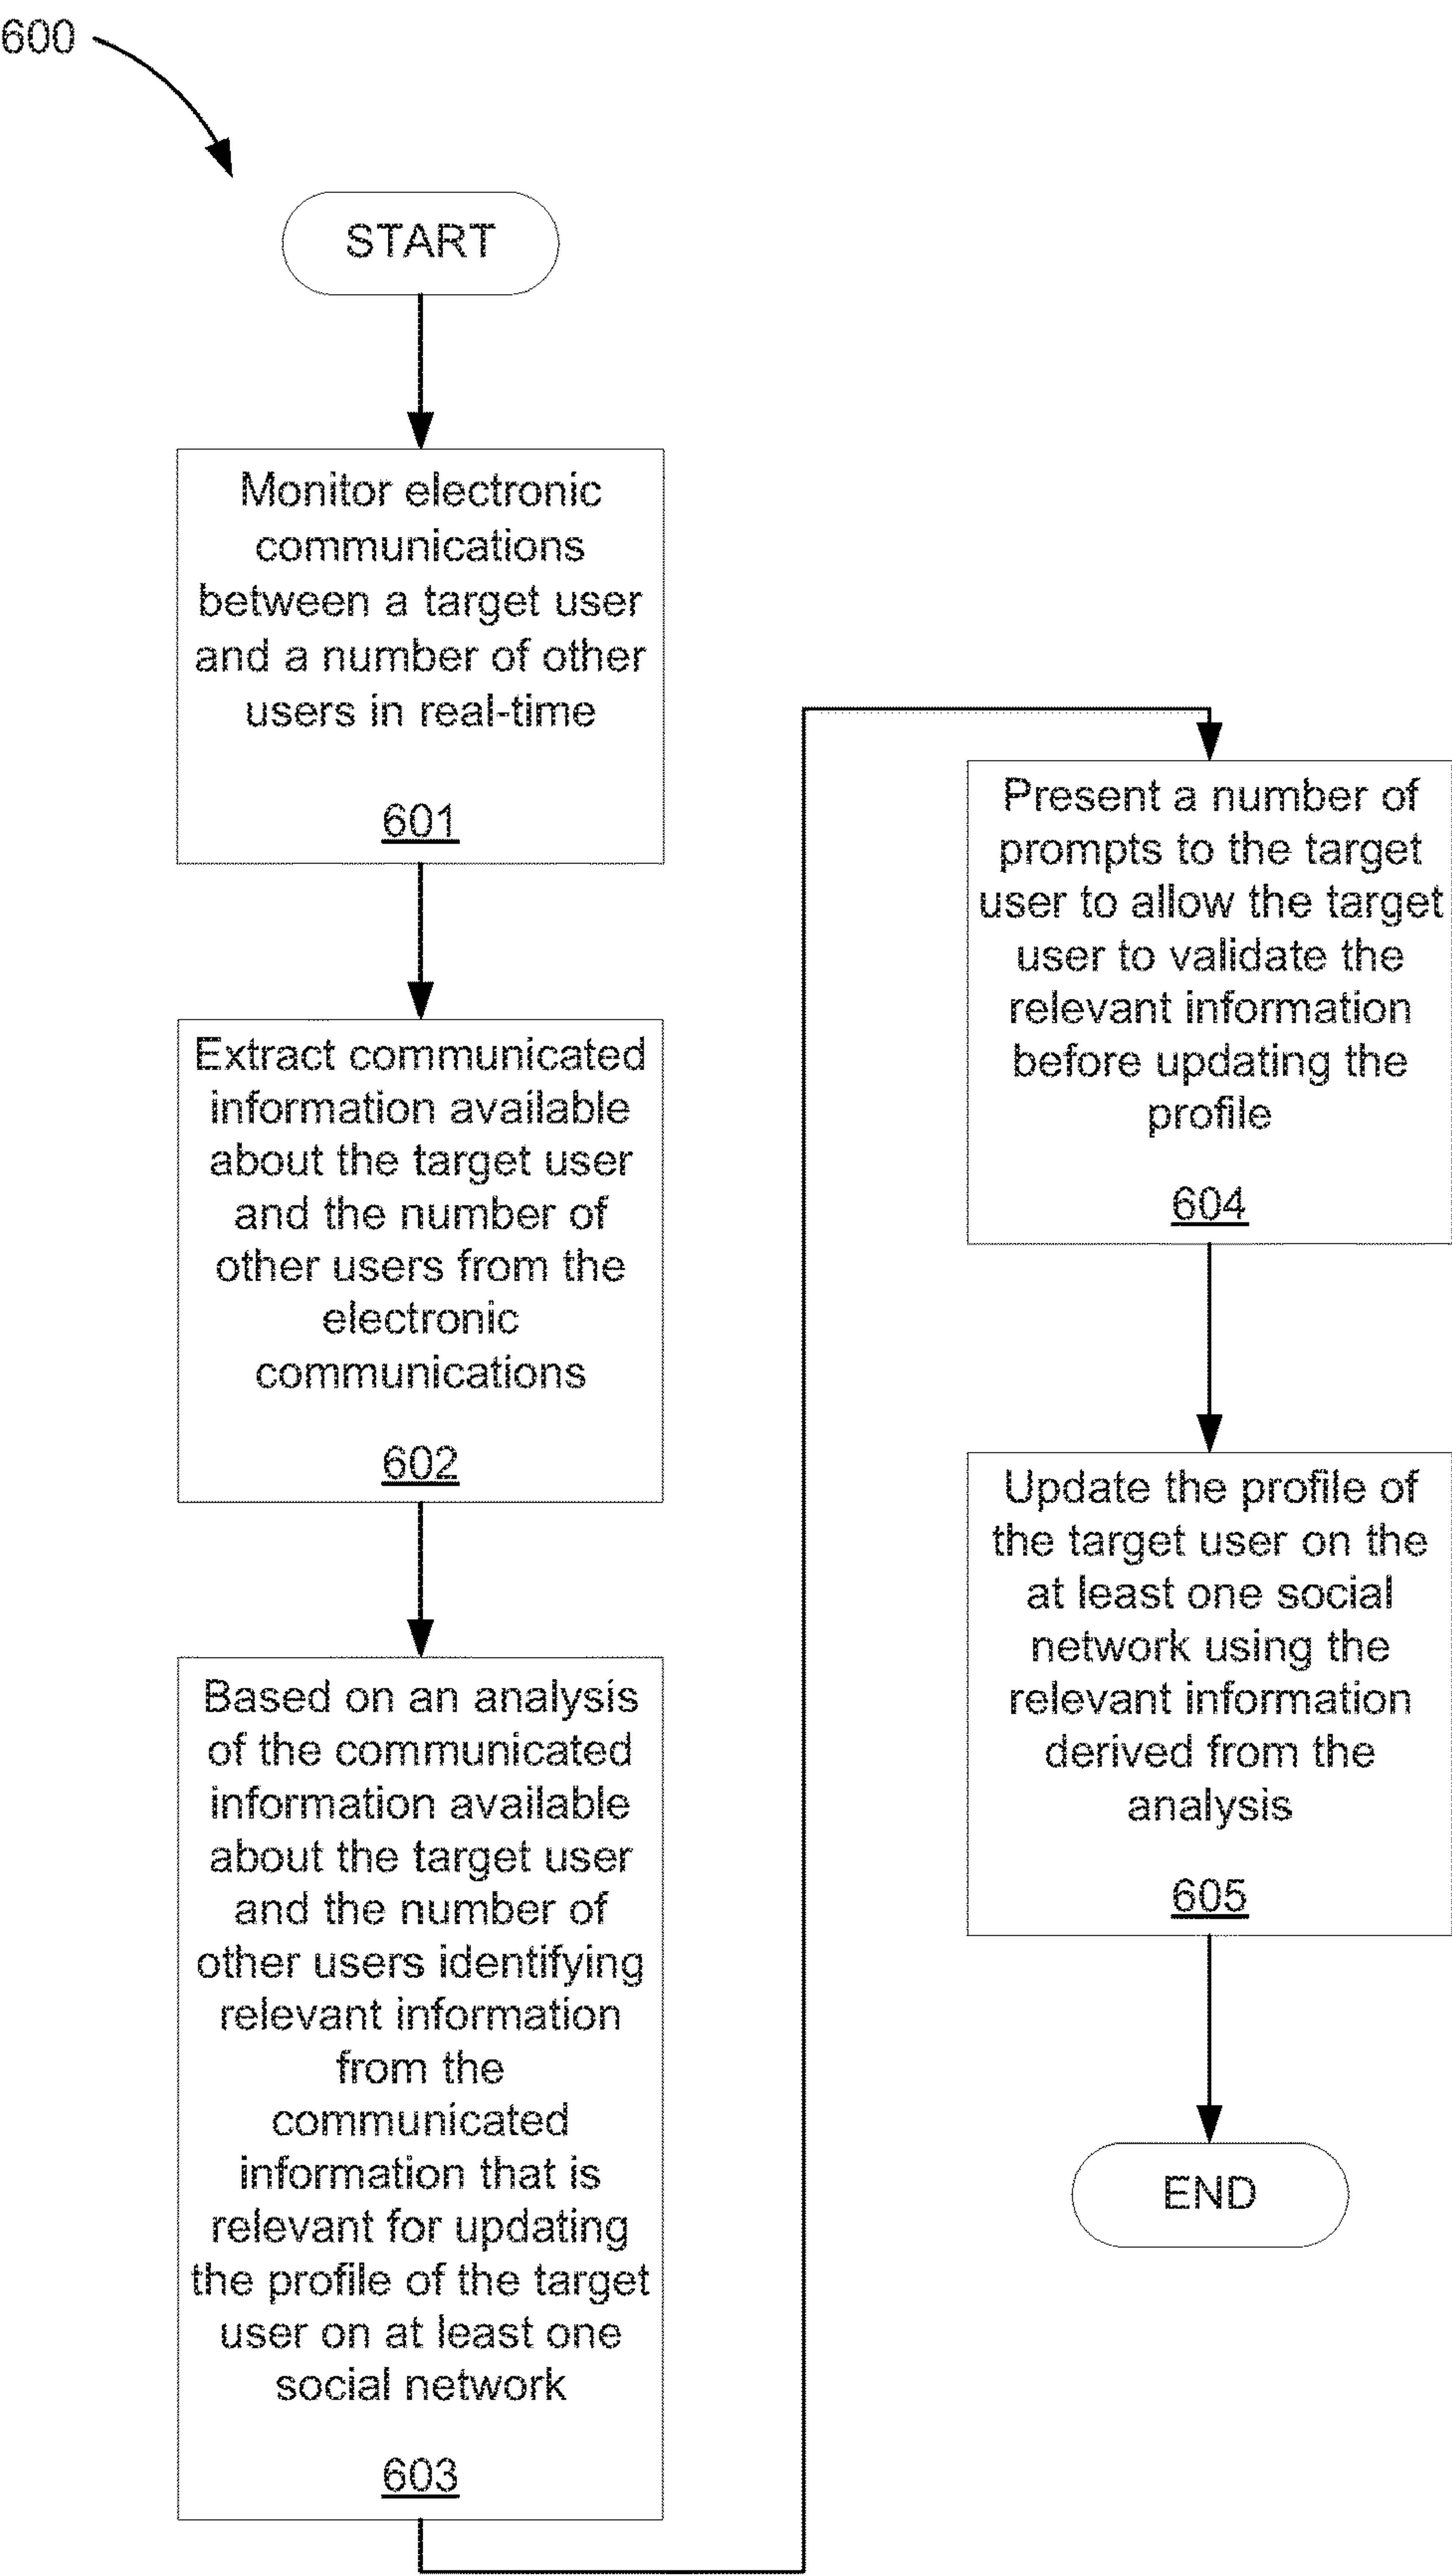 600
START
Monitor electronic
communications
between a target user
and a number of other
users in real-time
601
Extract communicated
information available
about the target user
and the number of
other users from the
electronic
communications
602
Based on an analysis
of the communicated
information available
about the target user
and the number of
other users identifying
relevant information
from the
communicated
information that is
relevant for updating
the profile of the target
user on at least one
social network
603
Present a number of
prompts to the target
user to allow the target
user to validate the
relevant information
before updating the
profile
604
Update the profile of
the target user on the
at least one social
network using the
relevant information
derived from the
analysis
605
END